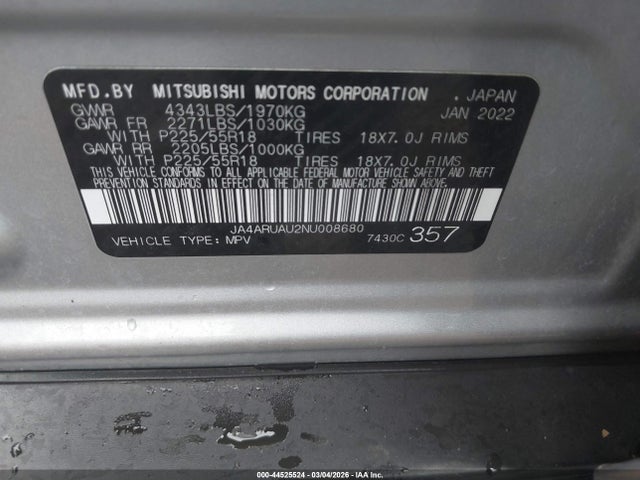 MFD.BY MITSUBISHI MOTORS CORPORATION . JAPAN
GVWR 4343LBS/1970KG JAN 2022
GAWR FR 2271LBS/1030KG
WITH P225/55R18 TIRES 18X7.0J RIMS
GAWR RR 2205LBS/1000KG
WITH P225/55R18 TIRES 18X7.0J RIMS
THIS VEHICLE CONFORMS TO ALL APPLICABLE FEDERAL MOTOR VEHICLE SAFETY AND THEFT
PREVENTION STANDARDS IN EFFECT ON THE DATE OF MANUFACTURE SHOWN ABOVE.
JA4ARUAU2NU008680
VEHICLE TYPE: MPV 7430C 357
000-44525524 | 03/04/2026 | IAA Inc.